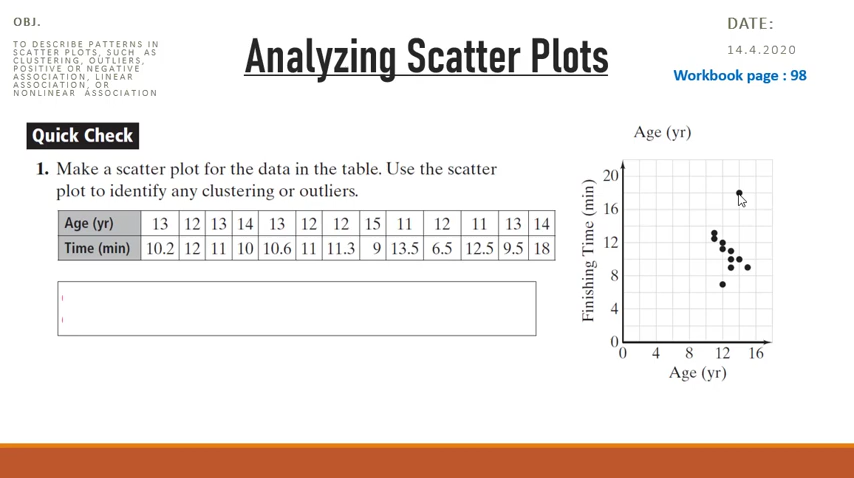 OBJ.
TO DESCRIBE PATTERNS IN
SCATTER PLOTS, SUCH AS
CLUSTERING, OUTLIERS,
POSITIVE OR NEGATIVE
ASSOCIATION, LINEAR
ASSOCIATION, OR
NONLINEAR ASSOCIATION
Analyzing Scatter Plots
DATE:
14.4.2020
Workbook page : 98
Quick Check
1. Make a scatter plot for the data in the table. Use the scatter
plot to identify any clustering or outliers.
Age (yr) 13 12 13 14 13 12 12 15 11 12 11 13 14
Time (min) 10.2 12 11 10 10.6 11 11.3 9 13.5 6.5 12.5 9.5 18
Age (yr)
Finishing Time (min)
20
16
12
8
4
0
0 4 8 12 16
Age (yr)